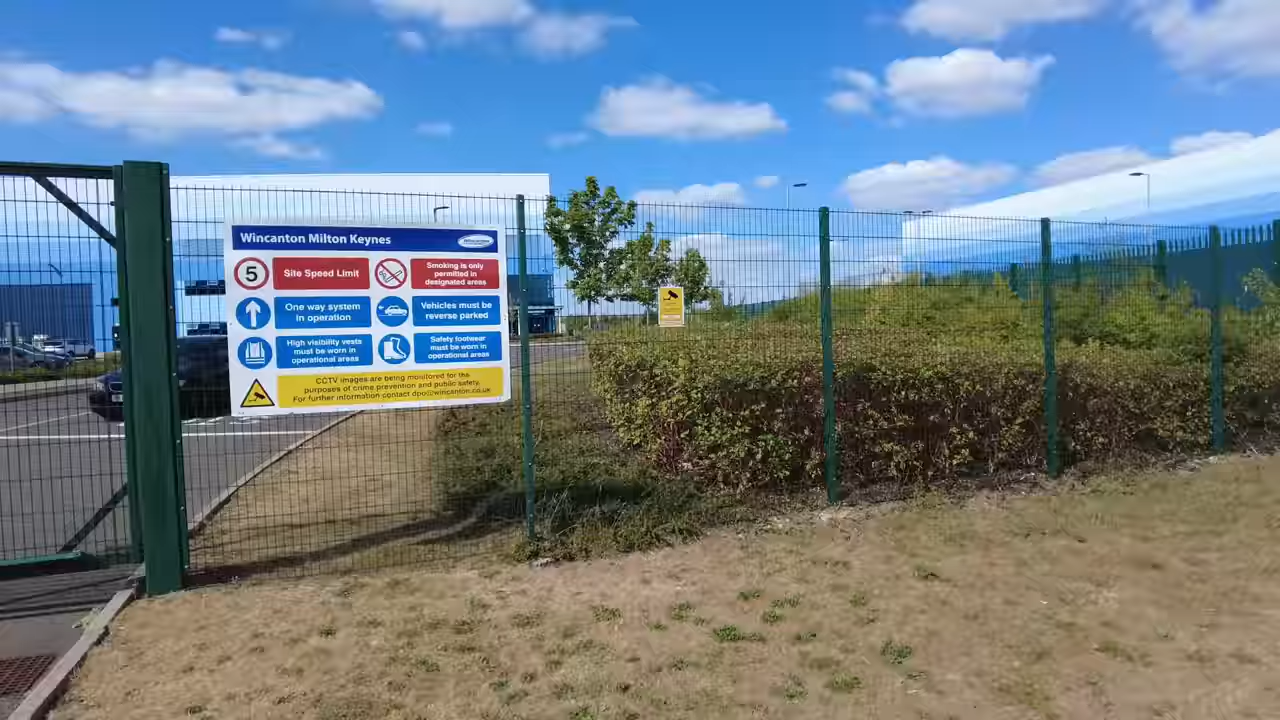 Wincanton Milton Keynes
Wincanton
5
Site Speed Limit
Smoking is only
permitted in
designated areas
One way system
in operation
Vehicles must be
reverse parked
High visibility vests
must be worn in
operational areas
Safety footwear
must be worn in
operational areas
CCTV images are being monitored for the
purposes of crime prevention and public safety.
For further information contact dpo@wincanton.co.uk